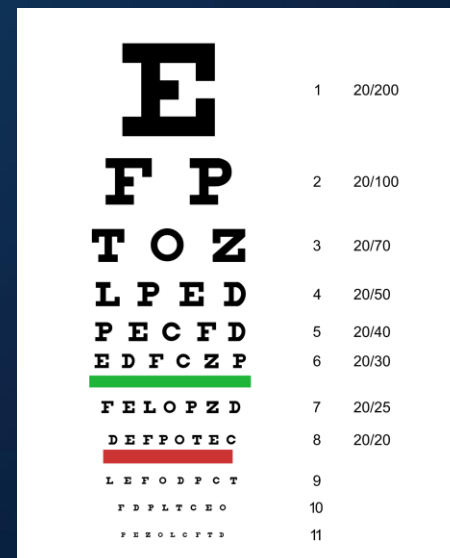 E 1 20/200
F P 2 20/100
T O Z 3 20/70
L P E D 4 20/50
P E C F D 5 20/40
E D F C Z P 6 20/30
F E L O P Z D 7 20/25
D E F P O T E C 8 20/20
L E F O D P C T 9
F D P L T C E O 10
P E Z O L C F T D 11